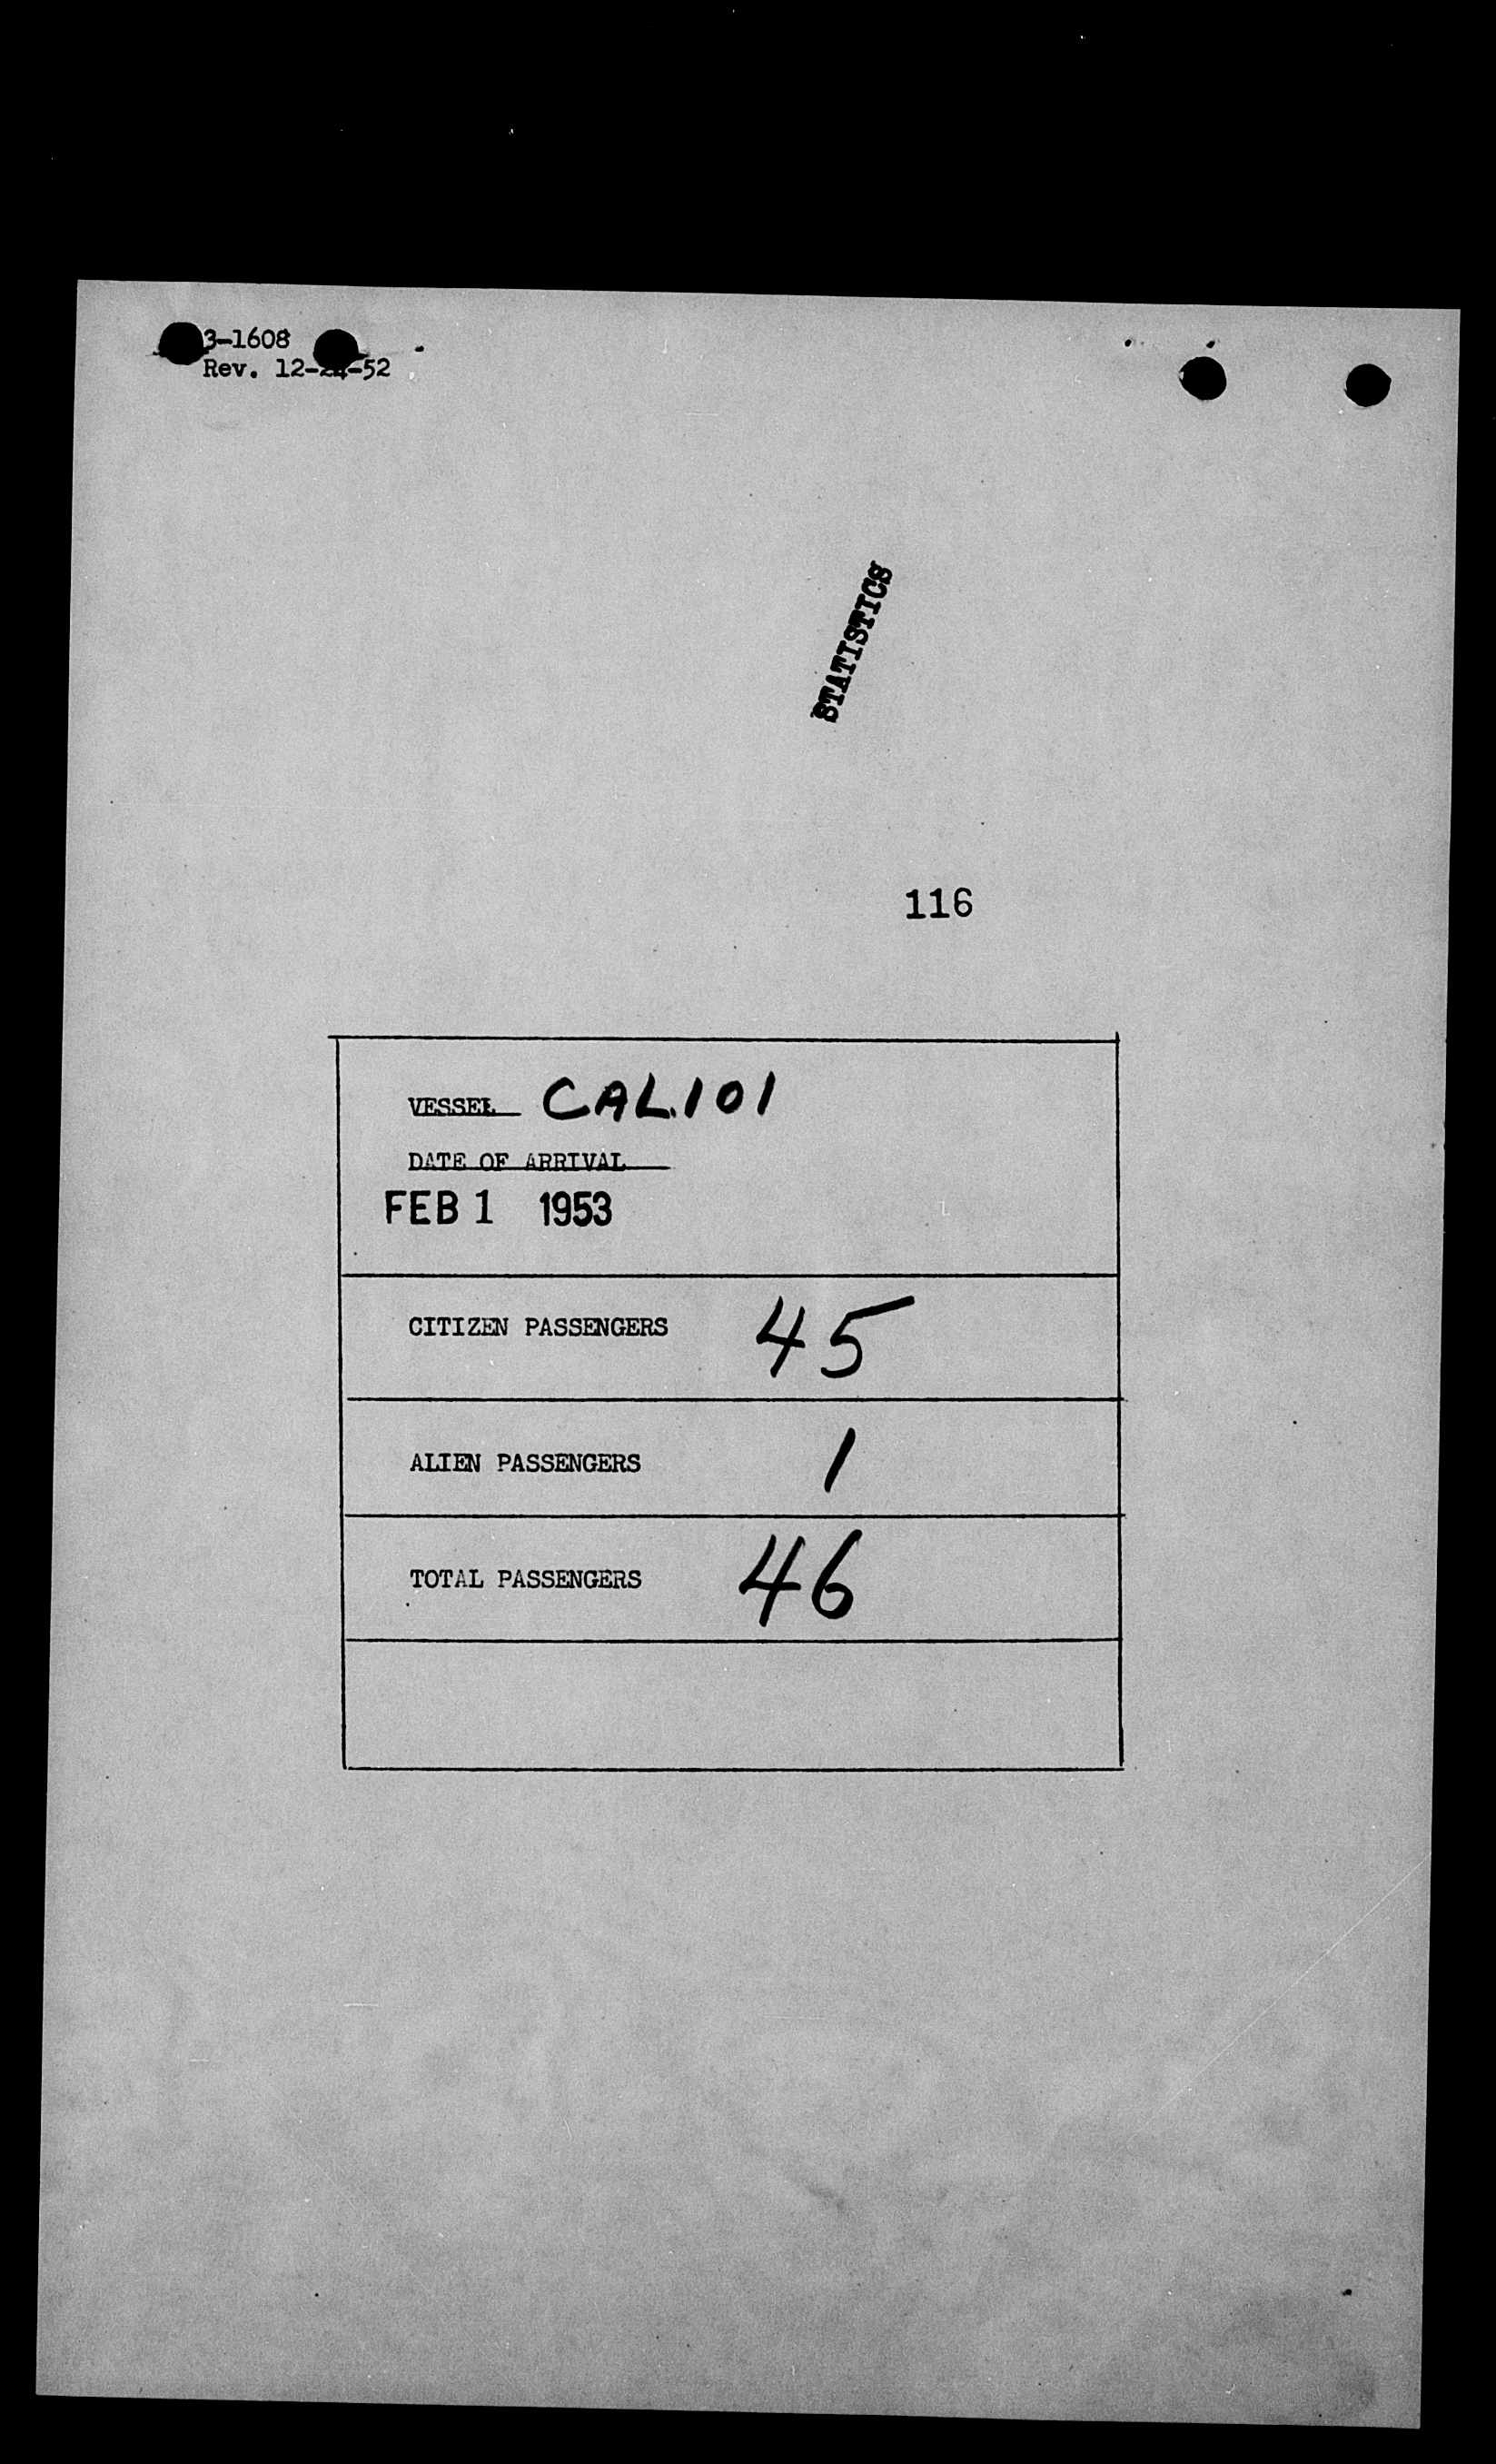 3-1608
Rev. 12-24-52
STATISTICS
116
VESSEL CAL.101
DATE OF ARRIVAL
FEB 1 1953
CITIZEN PASSENGERS 45
ALIEN PASSENGERS 1
TOTAL PASSENGERS 46